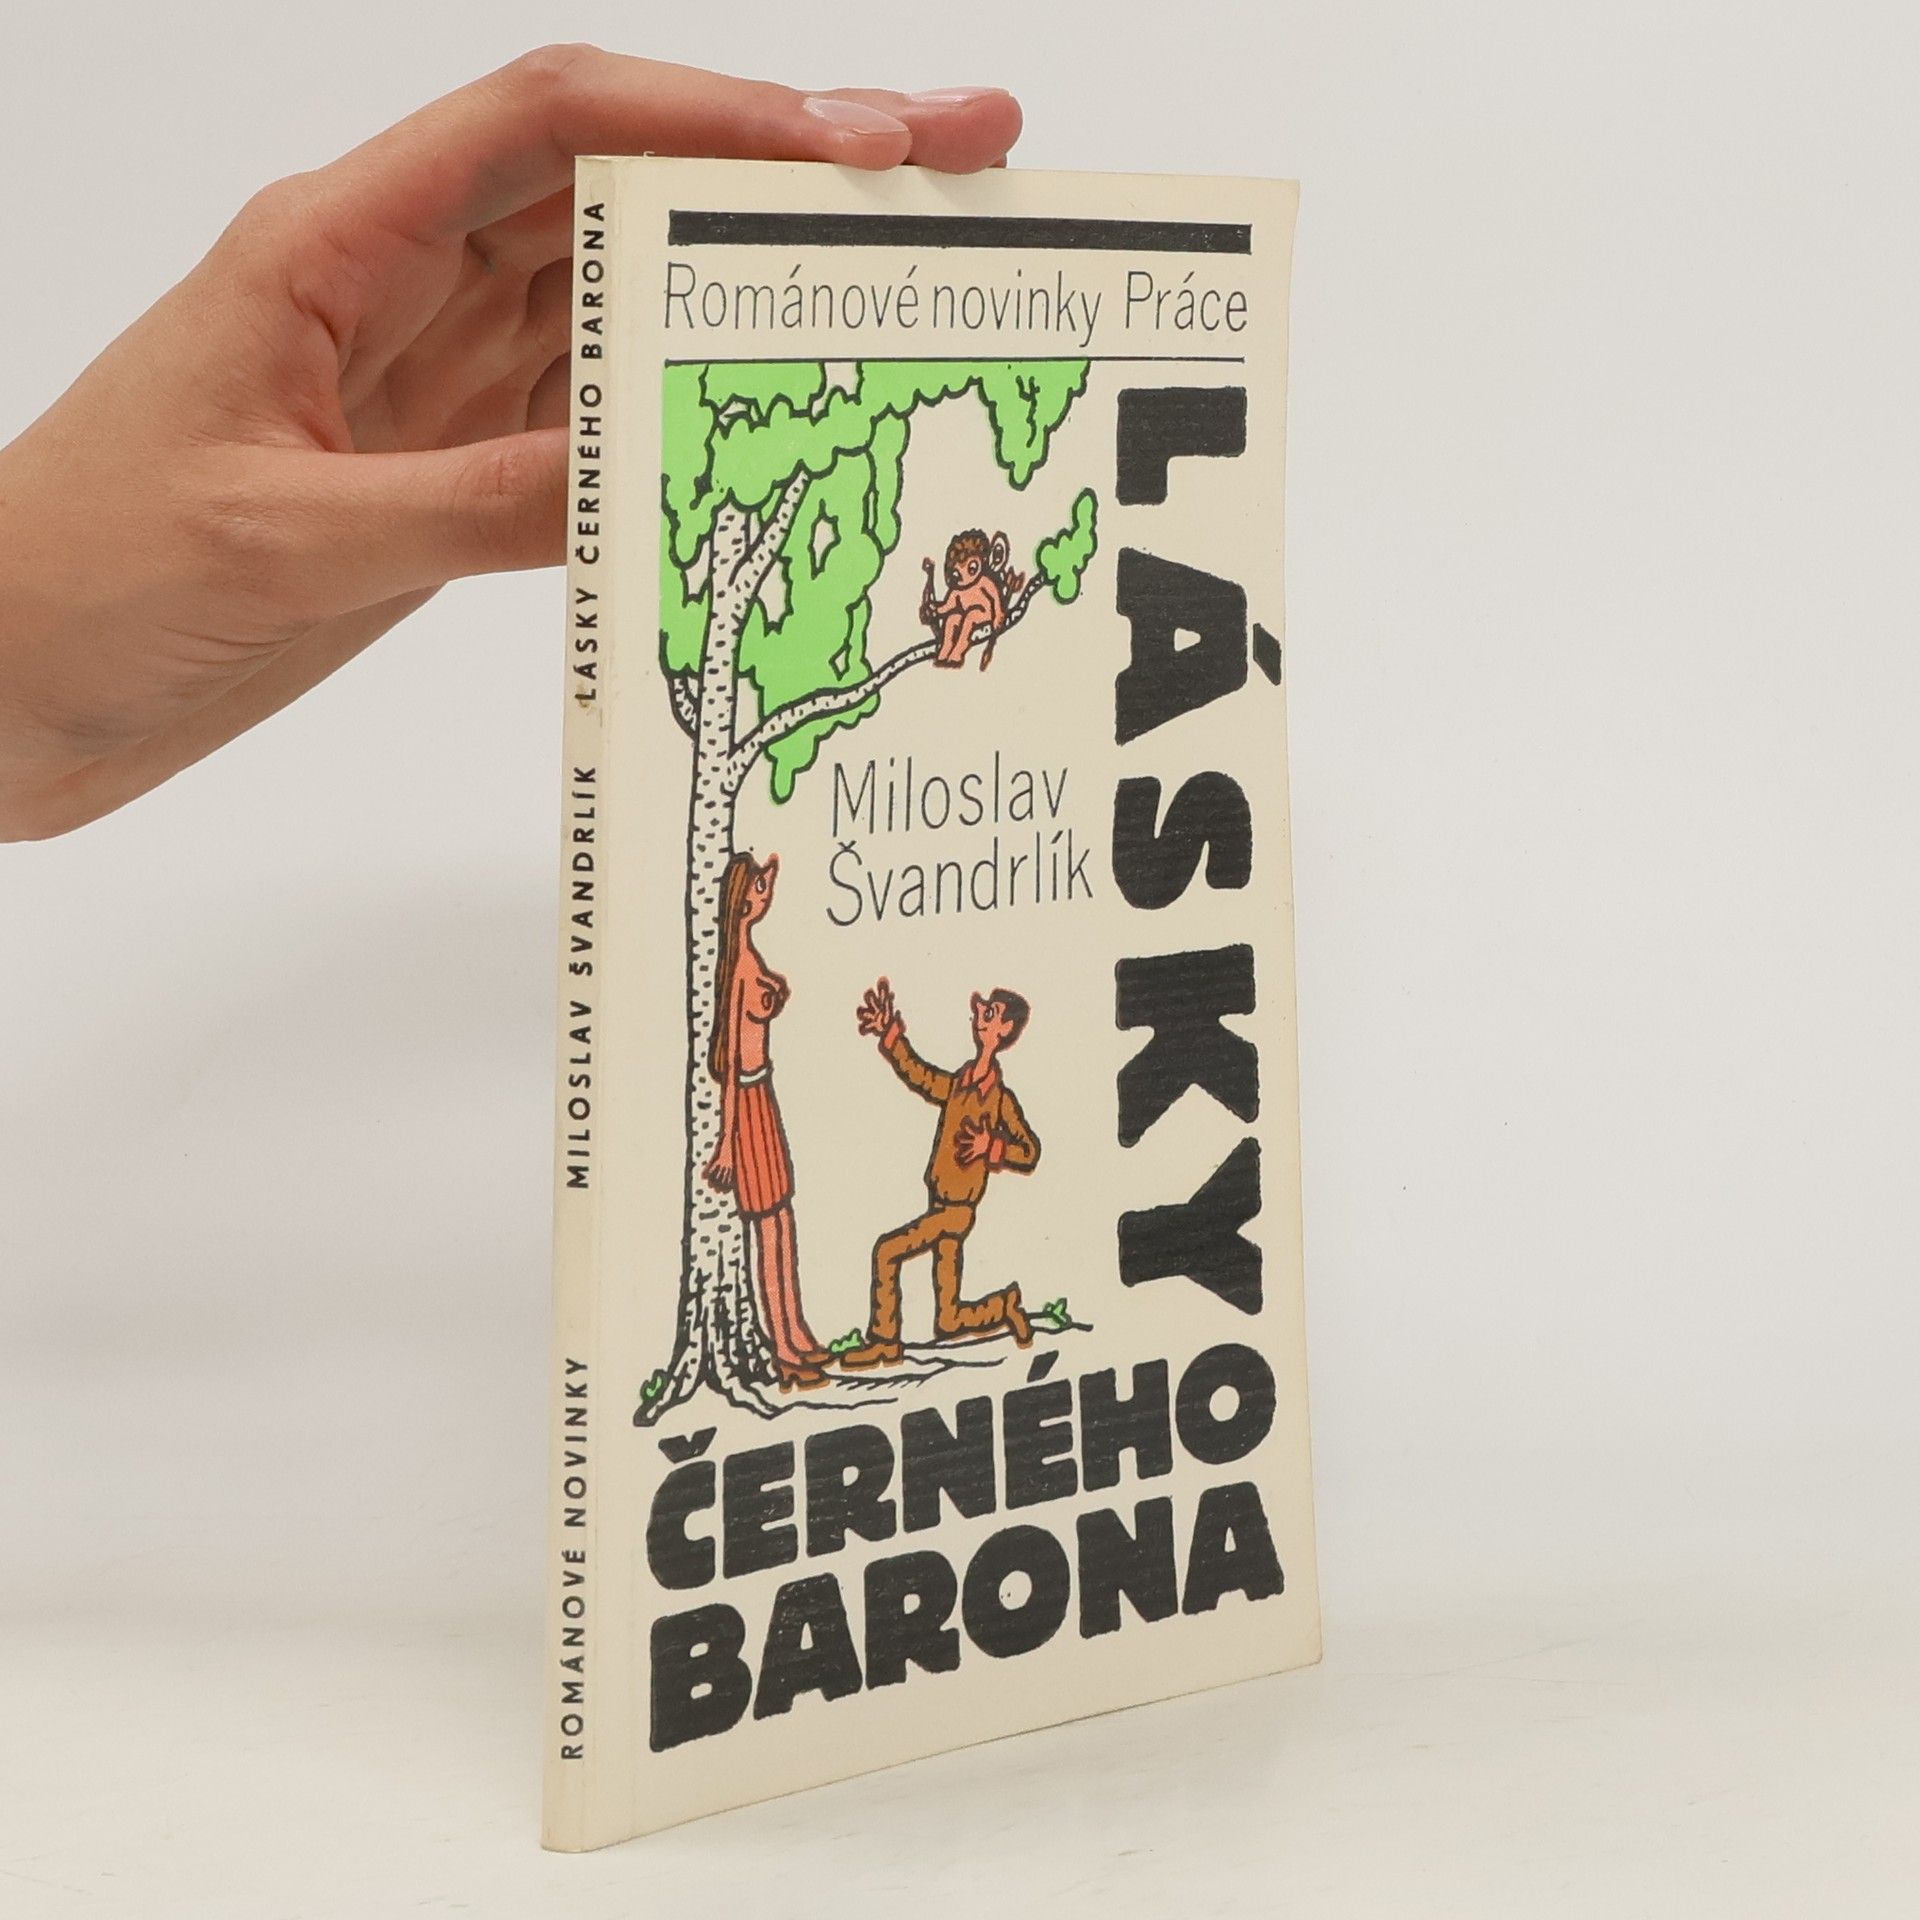 Románové novinky Práce
LÁSKY
Miloslav
Švandrlík
ČERNÉHO
BARONA
ROMÁNOVÉ NOVINKY MILOSLAV ŠVANDRLÍK LÁSKY ČERNÉHO BARONA